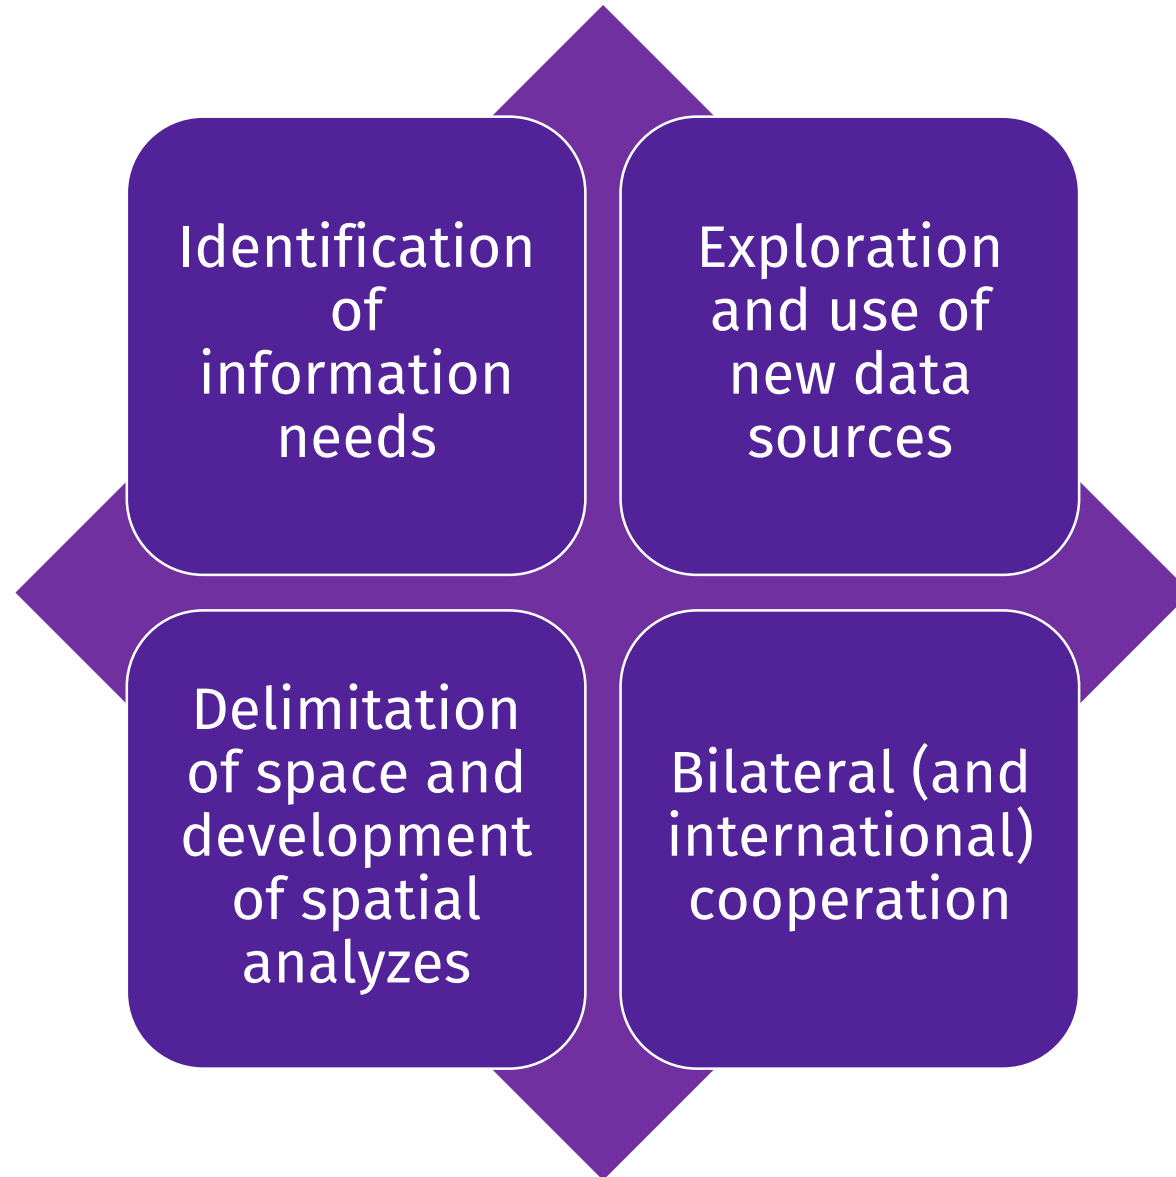 Identification
of
information
needs
Exploration
and use of
new data
sources
Delimitation
of space and
development
of spatial
analyzes
Bilateral (and
international)
cooperation